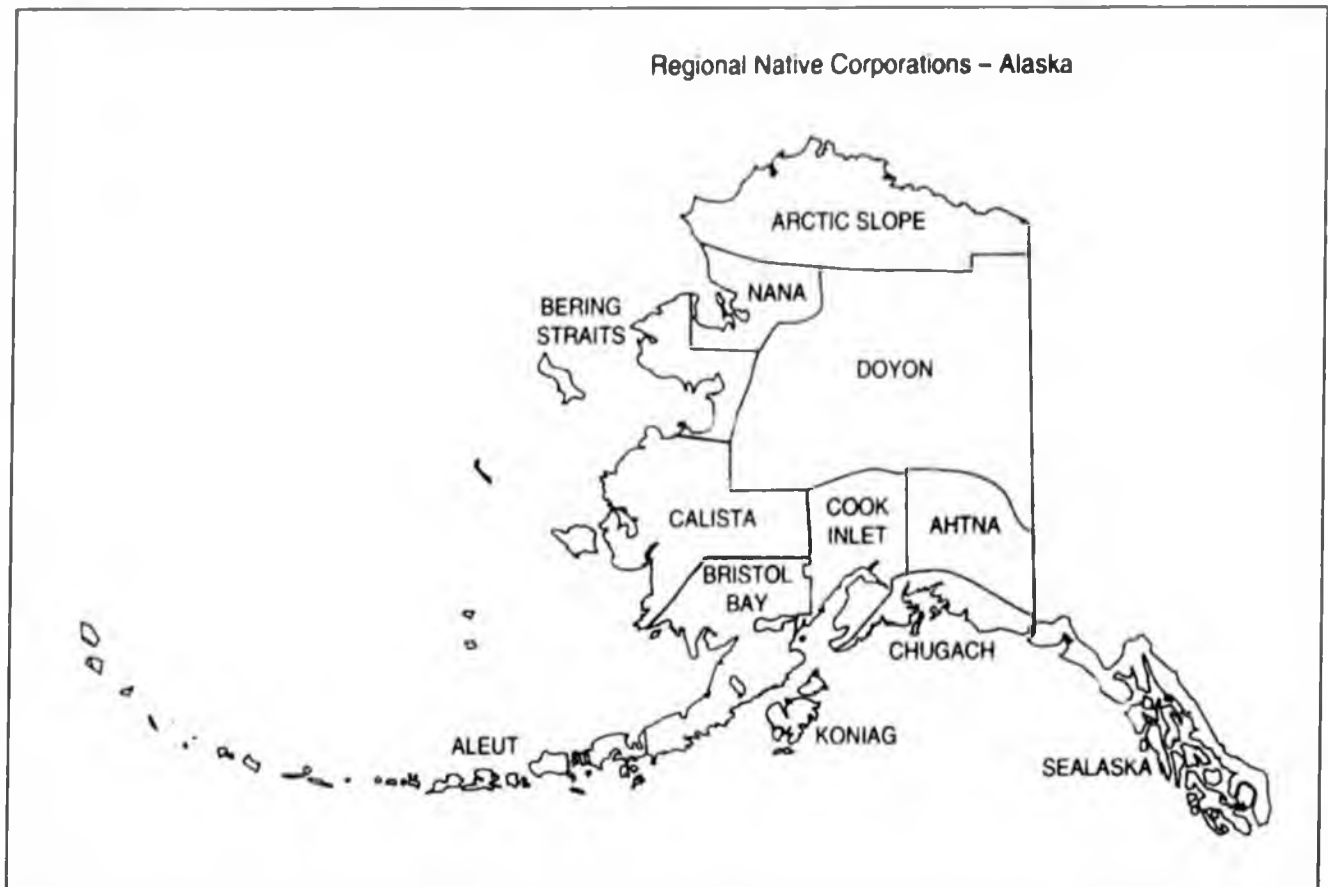 Regional Native Corporations – Alaska
ARCTIC SLOPE
NANA
BERING
STRAITS
DOYON
CALISTA
COOK
INLET
AHTNA
BRISTOL
BAY
CHUGACH
KONIAG
ALEUT
SEALASKA